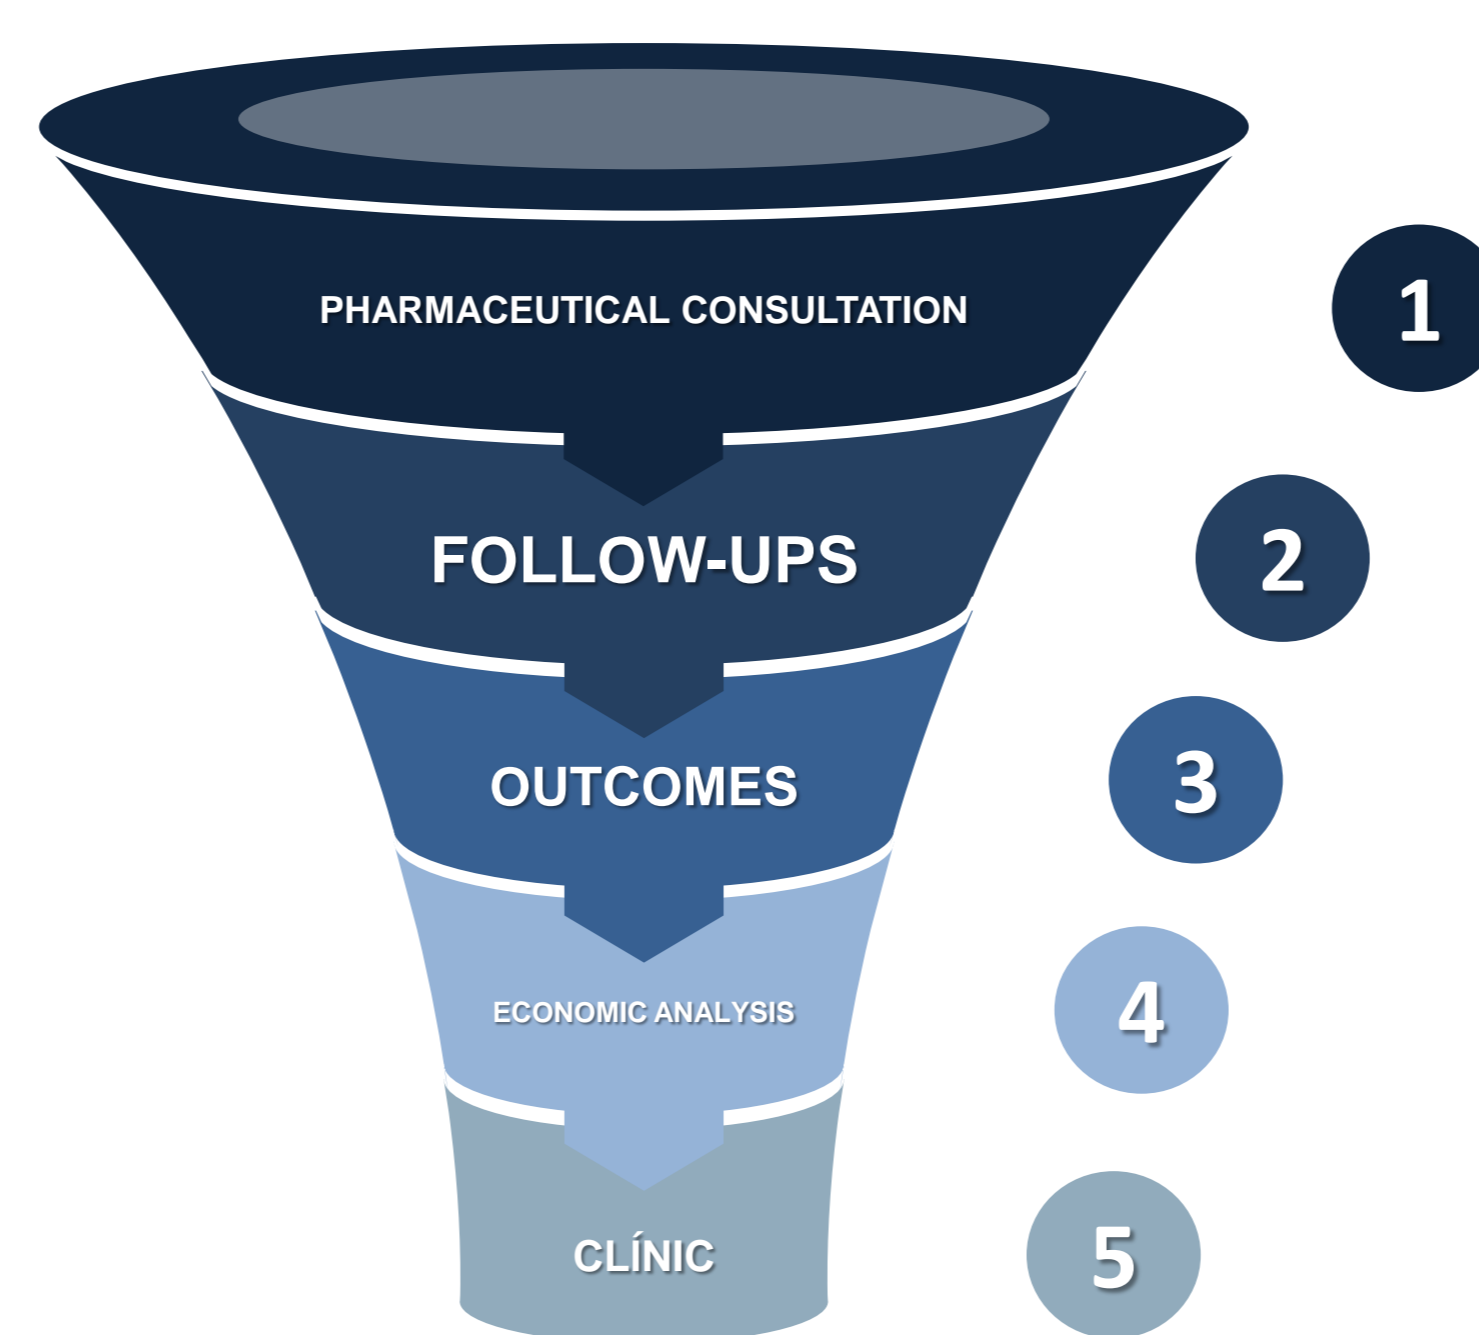 PHARMACEUTICAL CONSULTATION
1
FOLLOW-UPS
2
OUTCOMES
3
ECONOMIC ANALYSIS
4
CLÍNIC
5